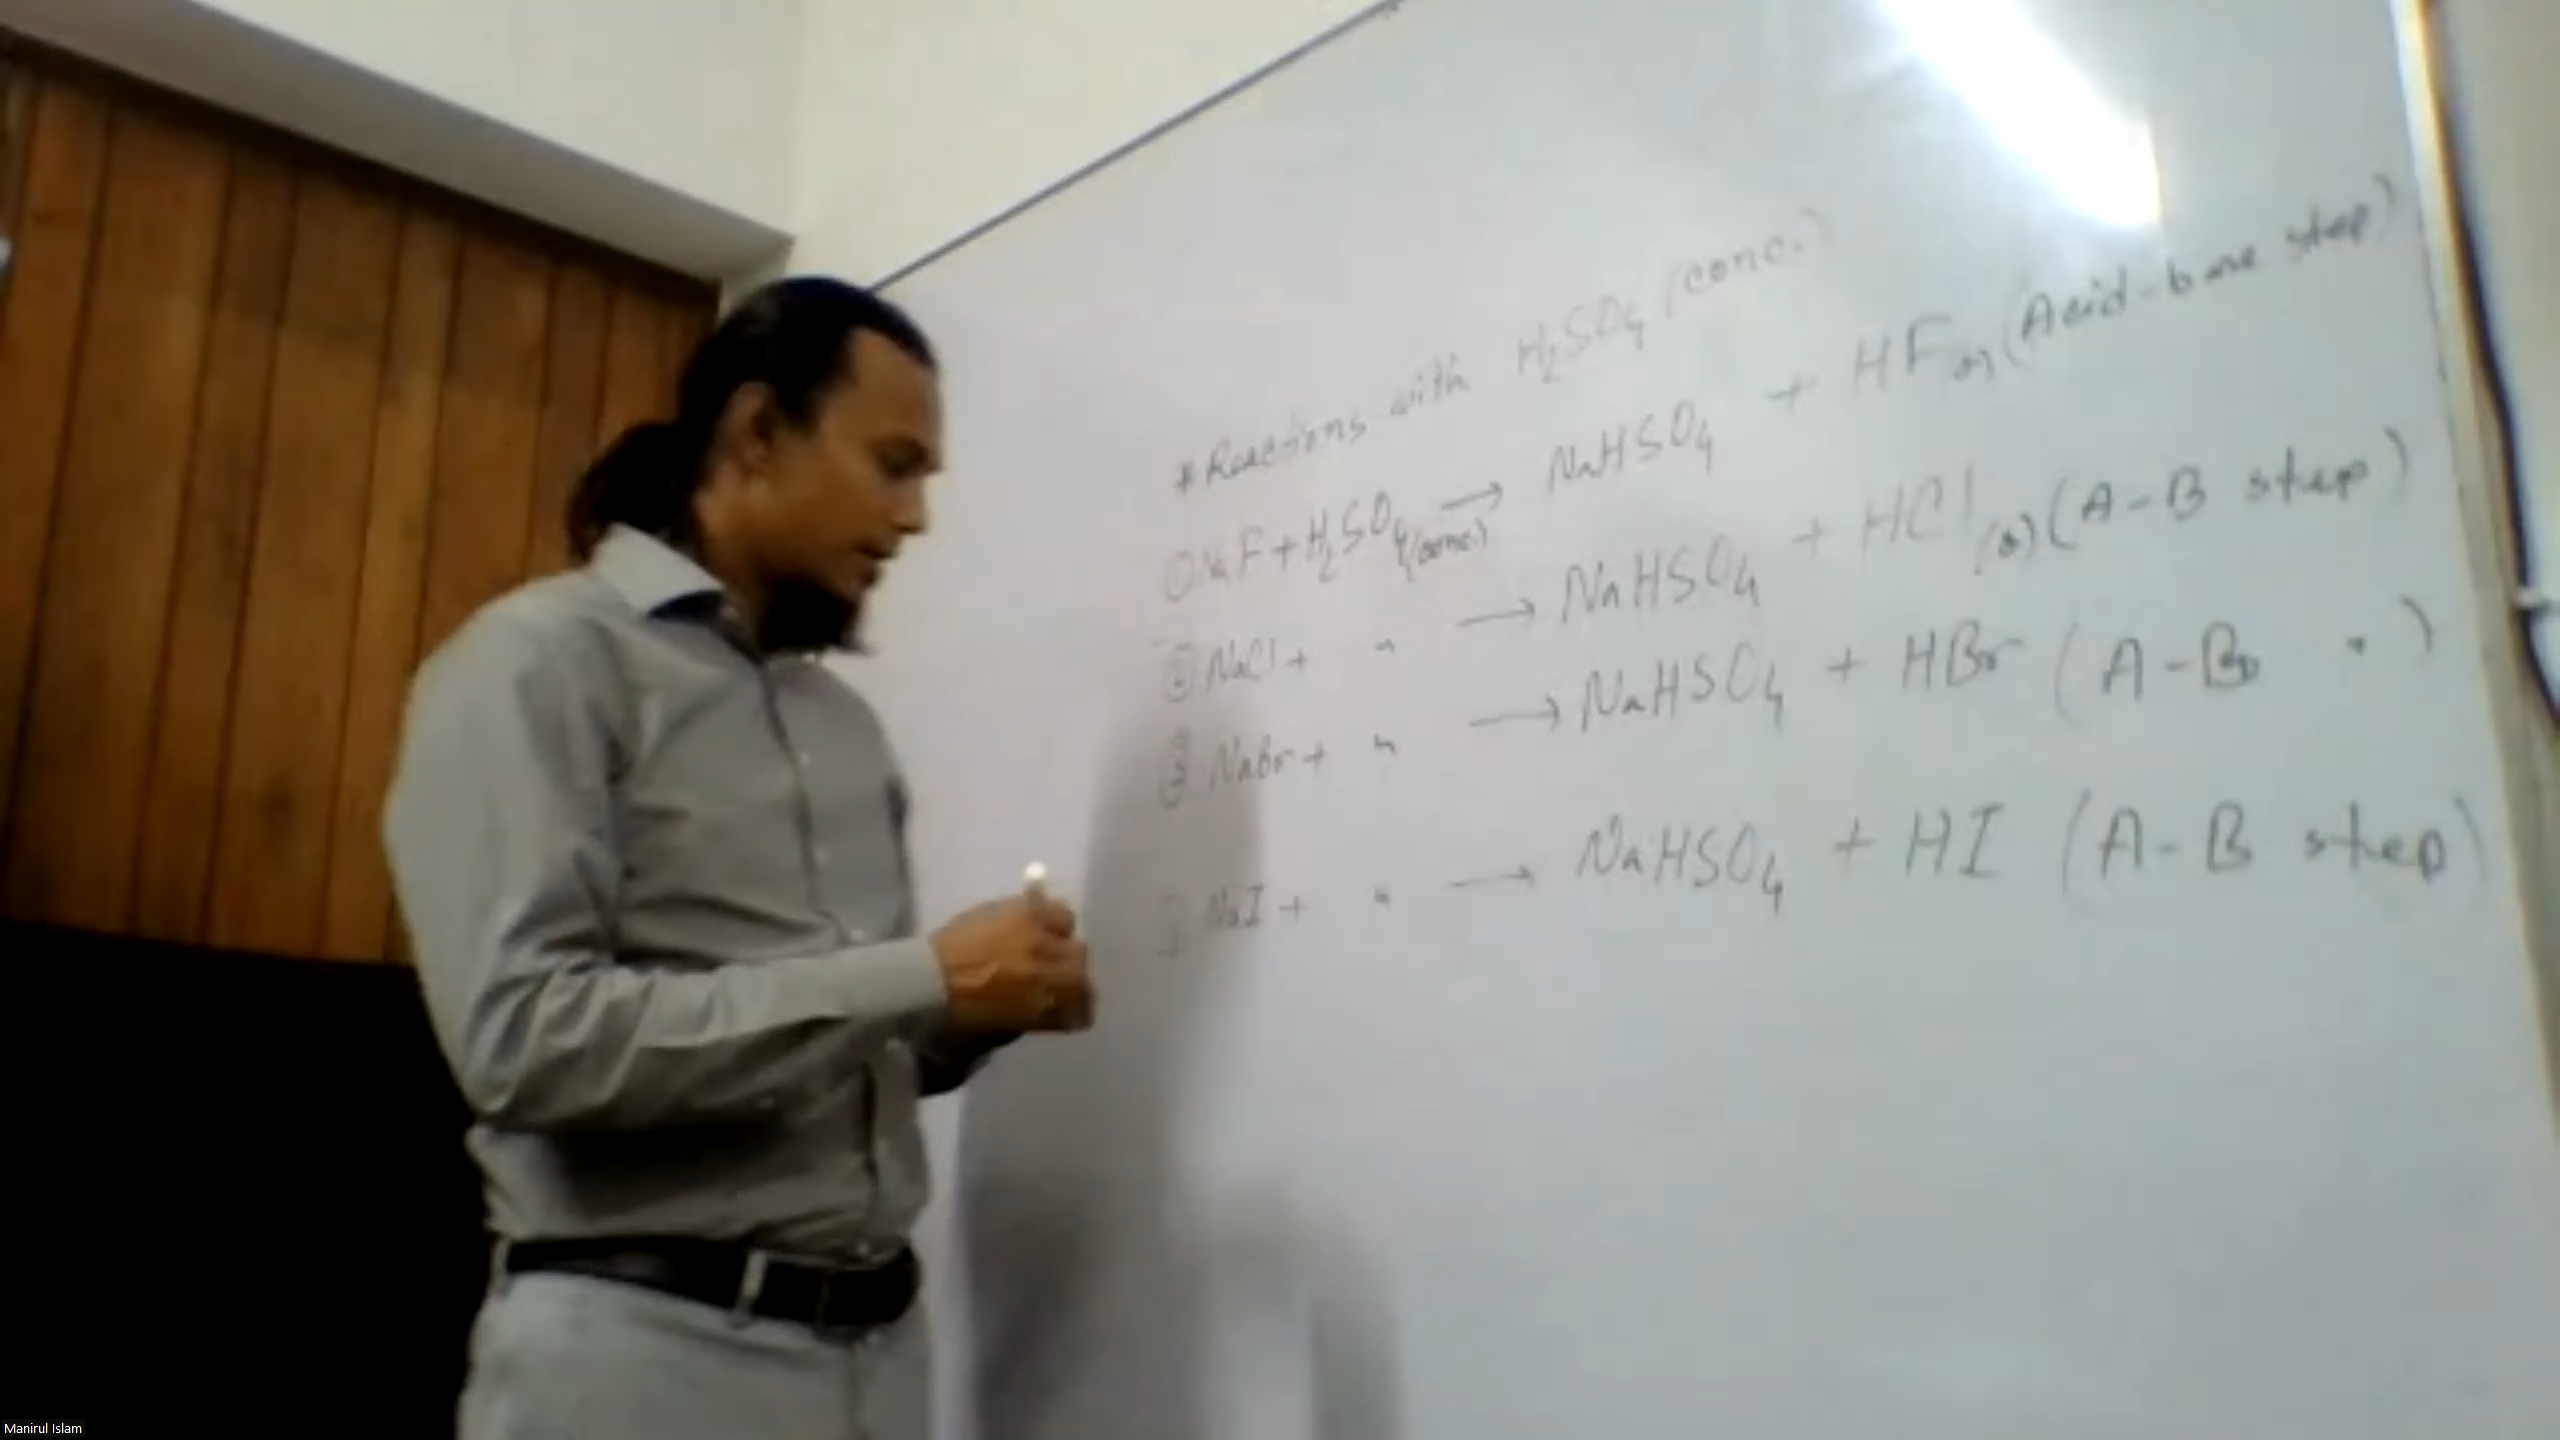 # Reactions with H₂SO₄ (conc.)
① NaF + H₂SO₄(conc.) → NaHSO₄ + HF(g) (Acid-base step)
② NaCl + " → NaHSO₄ + HCl(g) (A-B step)
③ NaBr + " → NaHSO₄ + HBr (A-B ")
NaI + " → NaHSO₄ + HI (A-B step)
Manirul Islam